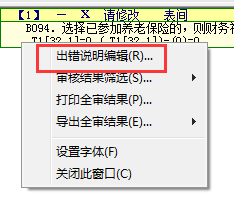 【1】 — X 请修改 表间
B094. 选择已参加养老保险的，则财务
T1[32,1]=0 ( T1[32,1]-(0)=0
出错说明编辑(R)...
审核结果筛选(S)...
打印全审结果(P)...
导出全审结果(E)...
设置字体(F)
关闭此窗口(C)